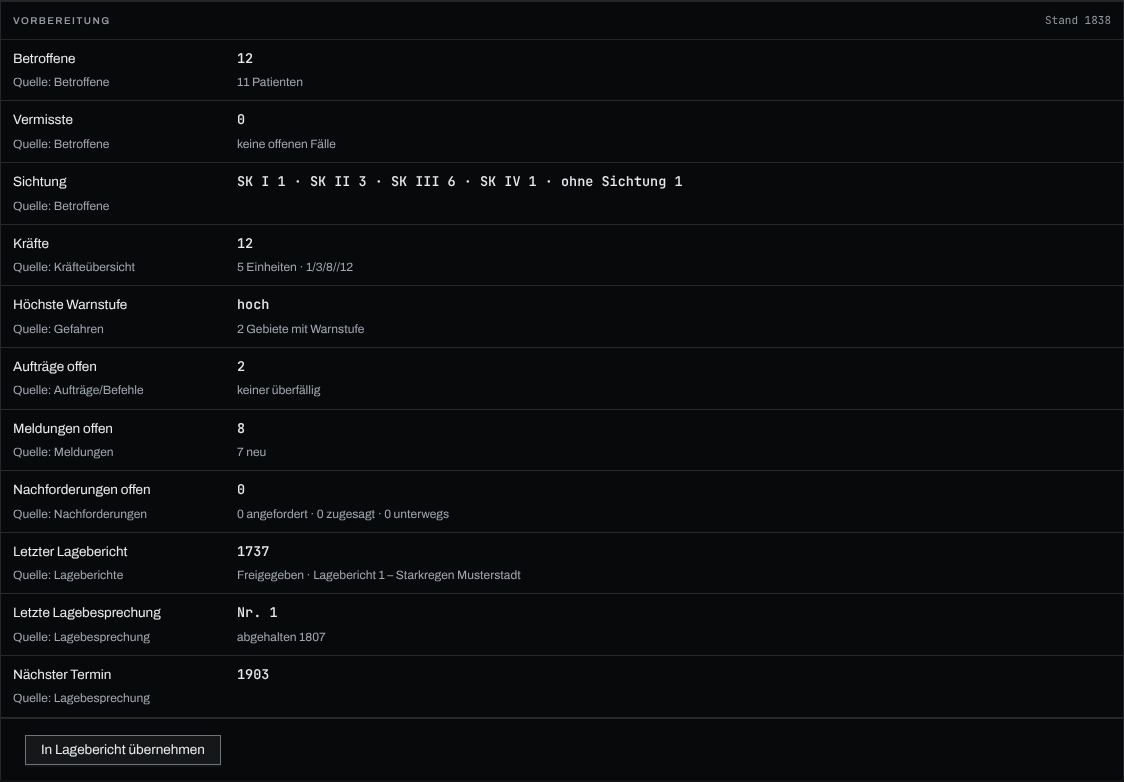 VORBEREITUNG Stand 1838
Betroffene 12
Quelle: Betroffene 11 Patienten
Vermisste 0
Quelle: Betroffene keine offenen Fälle
Sichtung SK I 1 · SK II 3 · SK III 6 · SK IV 1 · ohne Sichtung 1
Quelle: Betroffene
Kräfte 12
Quelle: Kräfteübersicht 5 Einheiten · 1/3/8//12
Höchste Warnstufe hoch
Quelle: Gefahren 2 Gebiete mit Warnstufe
Aufträge offen 2
Quelle: Aufträge/Befehle keiner überfällig
Meldungen offen 8
Quelle: Meldungen 7 neu
Nachforderungen offen 0
Quelle: Nachforderungen 0 angefordert · 0 zugesagt · 0 unterwegs
Letzter Lagebericht 1737
Quelle: Lageberichte Freigegeben · Lagebericht 1 – Starkregen Musterstadt
Letzte Lagebesprechung Nr. 1
Quelle: Lagebesprechung abgehalten 1807
Nächster Termin 1903
Quelle: Lagebesprechung
In Lagebericht übernehmen